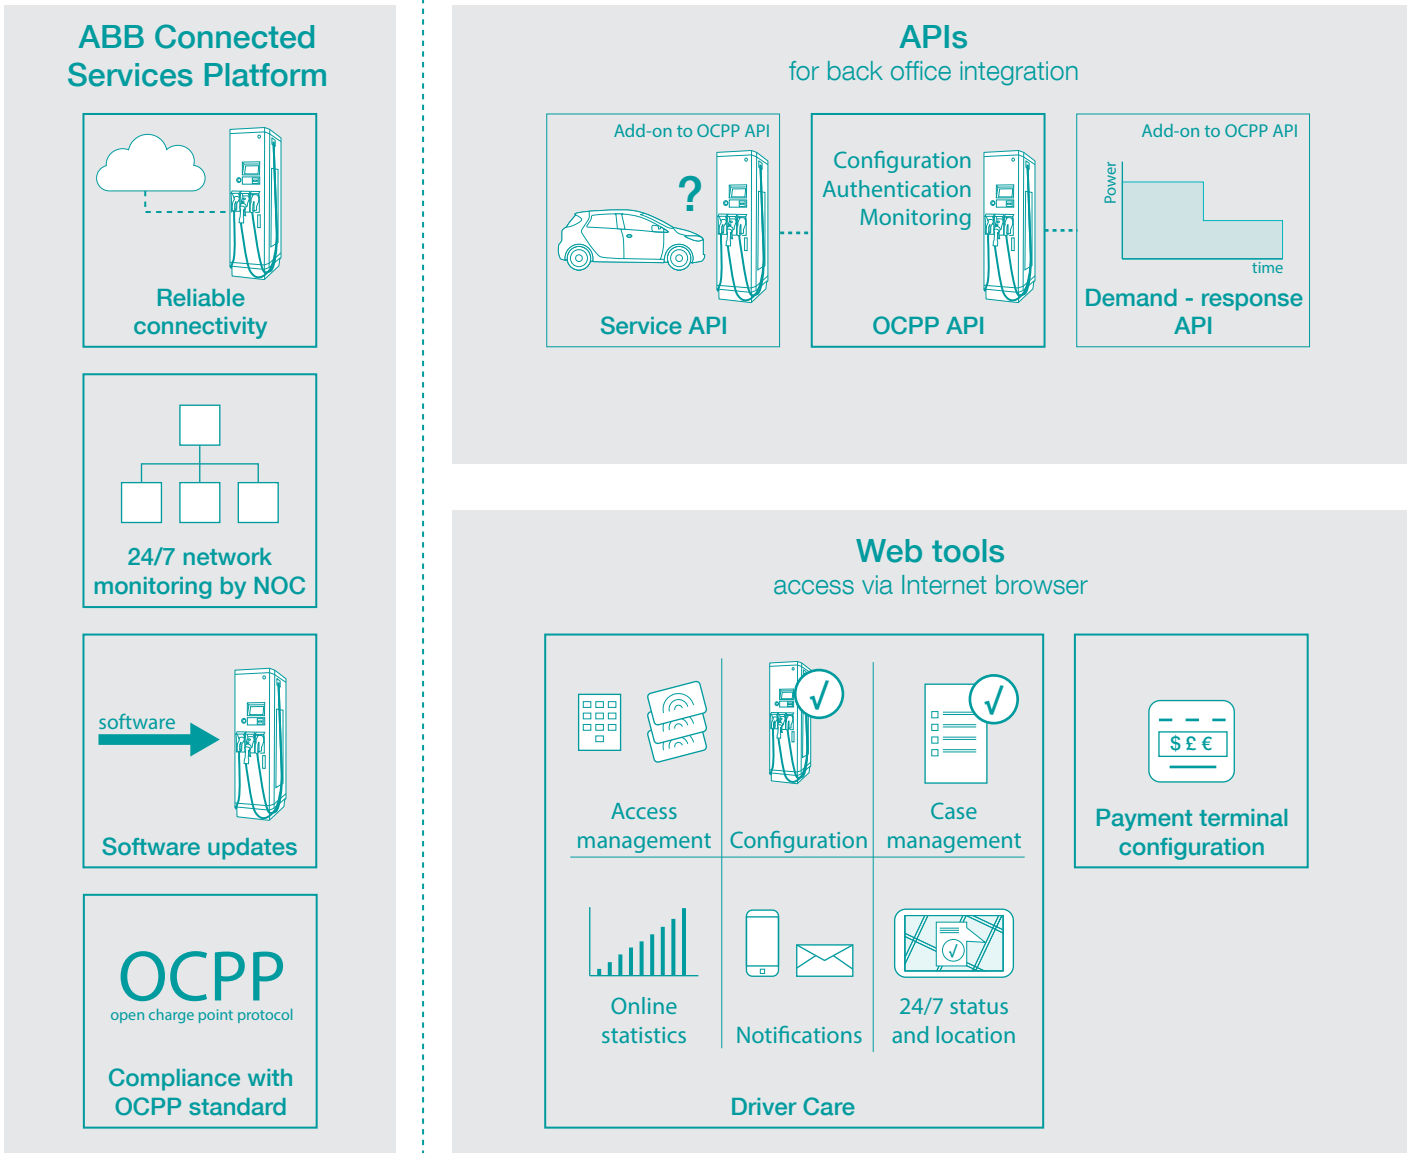 ABB Connected
Services Platform
Reliable
connectivity
24/7 network
monitoring by NOC
software
Software updates
OCPP
open charge point protocol
Compliance with
OCPP standard
APIs
for back office integration
Add-on to OCPP API
?
Service API
Configuration
Authentication
Monitoring
OCPP API
Add-on to OCPP API
Power
time
Demand - response
API
Web tools
access via Internet browser
Access
management
Configuration
Case
management
Online
statistics
Notifications
24/7 status
and location
Driver Care
$ £ €
Payment terminal
configuration